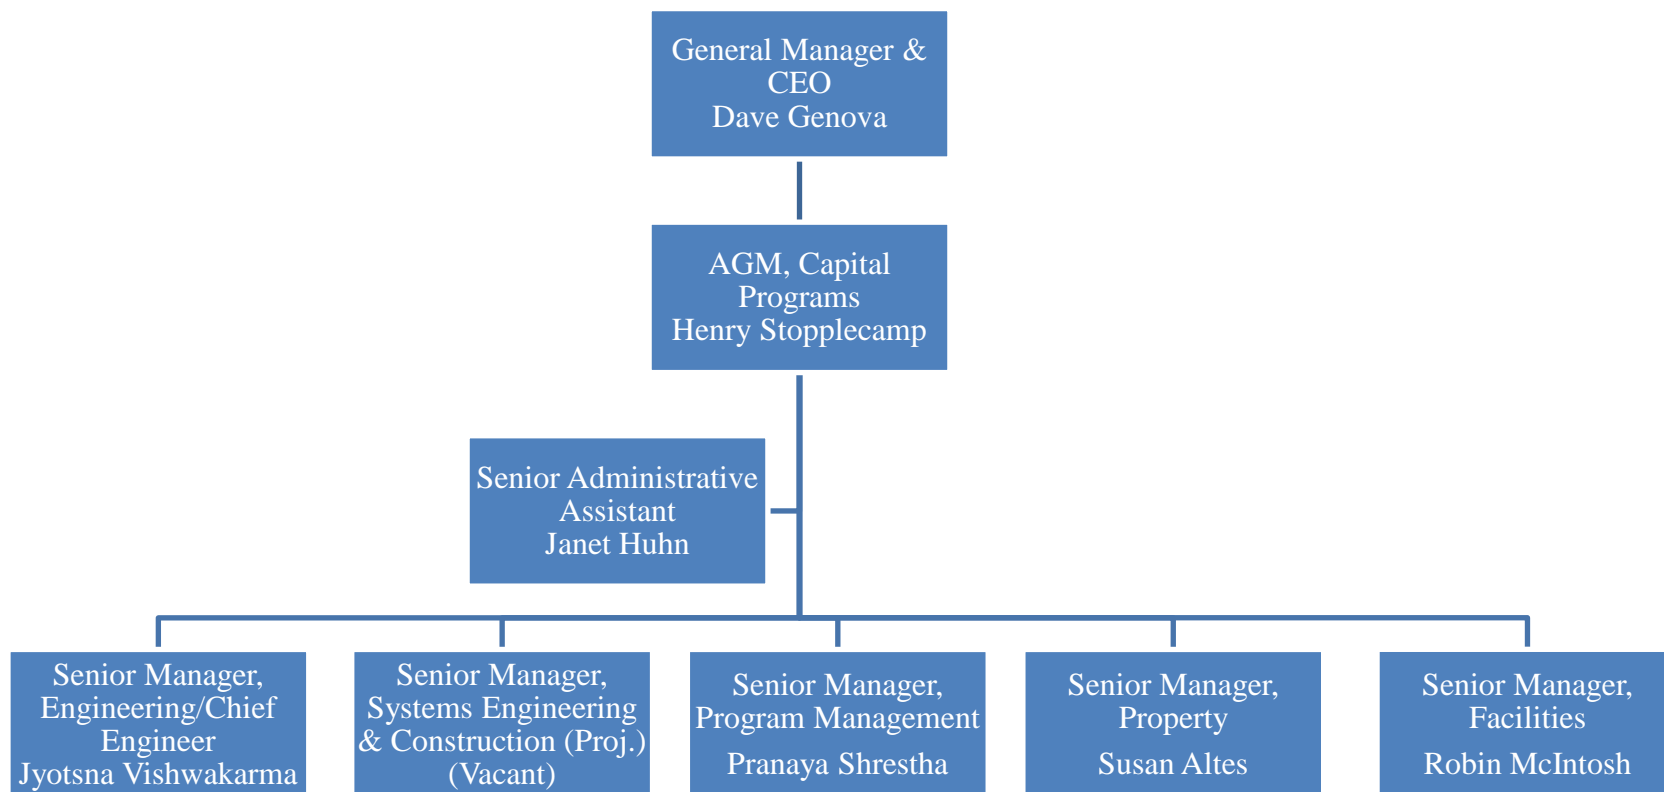 General Manager &
CEO
Dave Genova
AGM, Capital
Programs
Henry Stopplecamp
Senior Administrative
Assistant
Janet Huhn
Senior Manager,
Engineering/Chief
Engineer
Jyotsna Vishwakarma
Senior Manager,
Systems Engineering
& Construction (Proj.)
(Vacant)
Senior Manager,
Program Management
Pranaya Shrestha
Senior Manager,
Property
Susan Altes
Senior Manager,
Facilities
Robin McIntosh